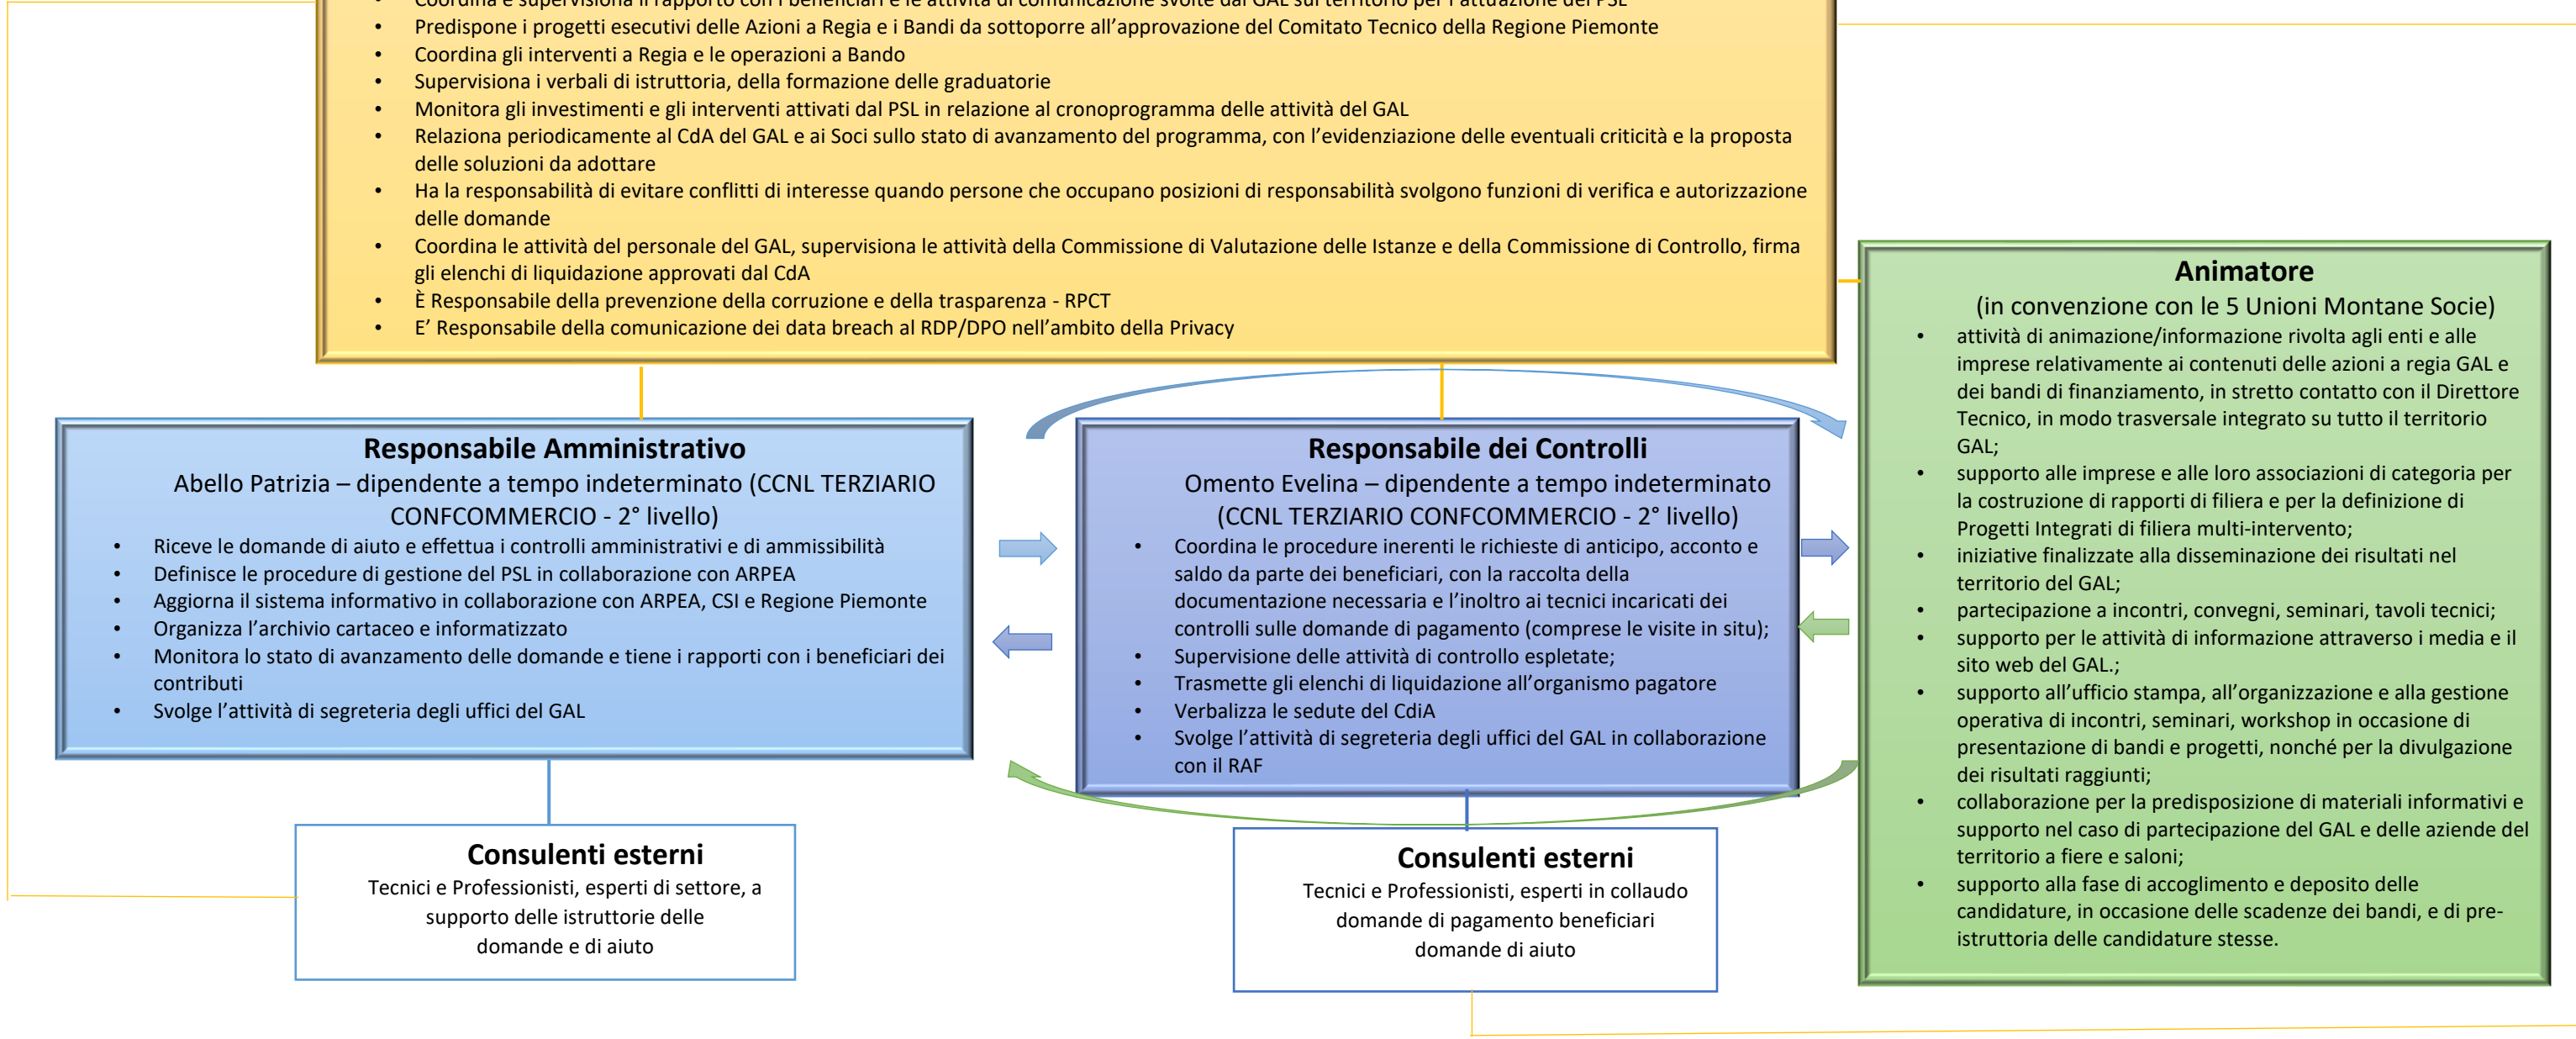 • Coordina e supervisiona il rapporto con i beneficiari e le attività di comunicazione svolte dal GAL sul territorio per l'attuazione del PSL
• Predispone i progetti esecutivi delle Azioni a Regia e i Bandi da sottoporre all'approvazione del Comitato Tecnico della Regione Piemonte
• Coordina gli interventi a Regia e le operazioni a Bando
• Supervisiona i verbali di istruttoria, della formazione delle graduatorie
• Monitora gli investimenti e gli interventi attivati dal PSL in relazione al cronoprogramma delle attività del GAL
• Relaziona periodicamente al CdA del GAL e ai Soci sullo stato di avanzamento del programma, con l'evidenziazione delle eventuali criticità e la proposta
delle soluzioni da adottare
• Ha la responsabilità di evitare conflitti di interesse quando persone che occupano posizioni di responsabilità svolgono funzioni di verifica e autorizzazione
delle domande
• Coordina le attività del personale del GAL, supervisiona le attività della Commissione di Valutazione delle Istanze e della Commissione di Controllo, firma
gli elenchi di liquidazione approvati dal CdA
• È Responsabile della prevenzione della corruzione e della trasparenza - RPCT
• E' Responsabile della comunicazione dei data breach al RDP/DPO nell'ambito della Privacy
Responsabile Amministrativo
Abello Patrizia – dipendente a tempo indeterminato (CCNL TERZIARIO
CONFCOMMERCIO - 2° livello)
• Riceve le domande di aiuto e effettua i controlli amministrativi e di ammissibilità
• Definisce le procedure di gestione del PSL in collaborazione con ARPEA
• Aggiorna il sistema informativo in collaborazione con ARPEA, CSI e Regione Piemonte
• Organizza l'archivio cartaceo e informatizzato
• Monitora lo stato di avanzamento delle domande e tiene i rapporti con i beneficiari dei
contributi
• Svolge l'attività di segreteria degli uffici del GAL
Responsabile dei Controlli
Omento Evelina – dipendente a tempo indeterminato
(CCNL TERZIARIO CONFCOMMERCIO - 2° livello)
• Coordina le procedure inerenti le richieste di anticipo, acconto e
saldo da parte dei beneficiari, con la raccolta della
documentazione necessaria e l'inoltro ai tecnici incaricati dei
controlli sulle domande di pagamento (comprese le visite in situ);
• Supervisione delle attività di controllo espletate;
• Trasmette gli elenchi di liquidazione all'organismo pagatore
• Verbalizza le sedute del CdiA
• Svolge l'attività di segreteria degli uffici del GAL in collaborazione
con il RAF
Animatore
(in convenzione con le 5 Unioni Montane Socie)
• attività di animazione/informazione rivolta agli enti e alle
imprese relativamente ai contenuti delle azioni a regia GAL e
dei bandi di finanziamento, in stretto contatto con il Direttore
Tecnico, in modo trasversale integrato su tutto il territorio
GAL;
• supporto alle imprese e alle loro associazioni di categoria per
la costruzione di rapporti di filiera e per la definizione di
Progetti Integrati di filiera multi-intervento;
• iniziative finalizzate alla disseminazione dei risultati nel
territorio del GAL;
• partecipazione a incontri, convegni, seminari, tavoli tecnici;
• supporto per le attività di informazione attraverso i media e il
sito web del GAL.;
• supporto all'ufficio stampa, all'organizzazione e alla gestione
operativa di incontri, seminari, workshop in occasione di
presentazione di bandi e progetti, nonché per la divulgazione
dei risultati raggiunti;
• collaborazione per la predisposizione di materiali informativi e
supporto nel caso di partecipazione del GAL e delle aziende del
territorio a fiere e saloni;
• supporto alla fase di accoglimento e deposito delle
candidature, in occasione delle scadenze dei bandi, e di pre-
istruttoria delle candidature stesse.
Consulenti esterni
Tecnici e Professionisti, esperti di settore, a
supporto delle istruttorie delle
domande e di aiuto
Consulenti esterni
Tecnici e Professionisti, esperti in collaudo
domande di pagamento beneficiari
domande di aiuto